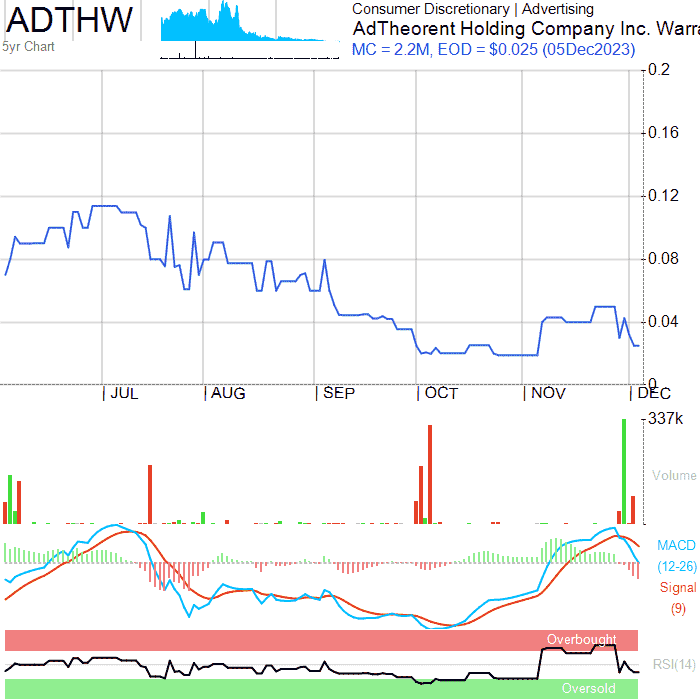 ADTHW
5yr Chart
Consumer Discretionary | Advertising
AdTheorent Holding Company Inc. Warra
MC = 2.2M, EOD = $0.025 (05Dec2023)
0.2
0.16
0.12
0.08
0.04
0
JUL AUG SEP OCT NOV DEC
337k
Volume
MACD
(12-26)
Signal
(9)
Overbought
RSI(14)
Oversold